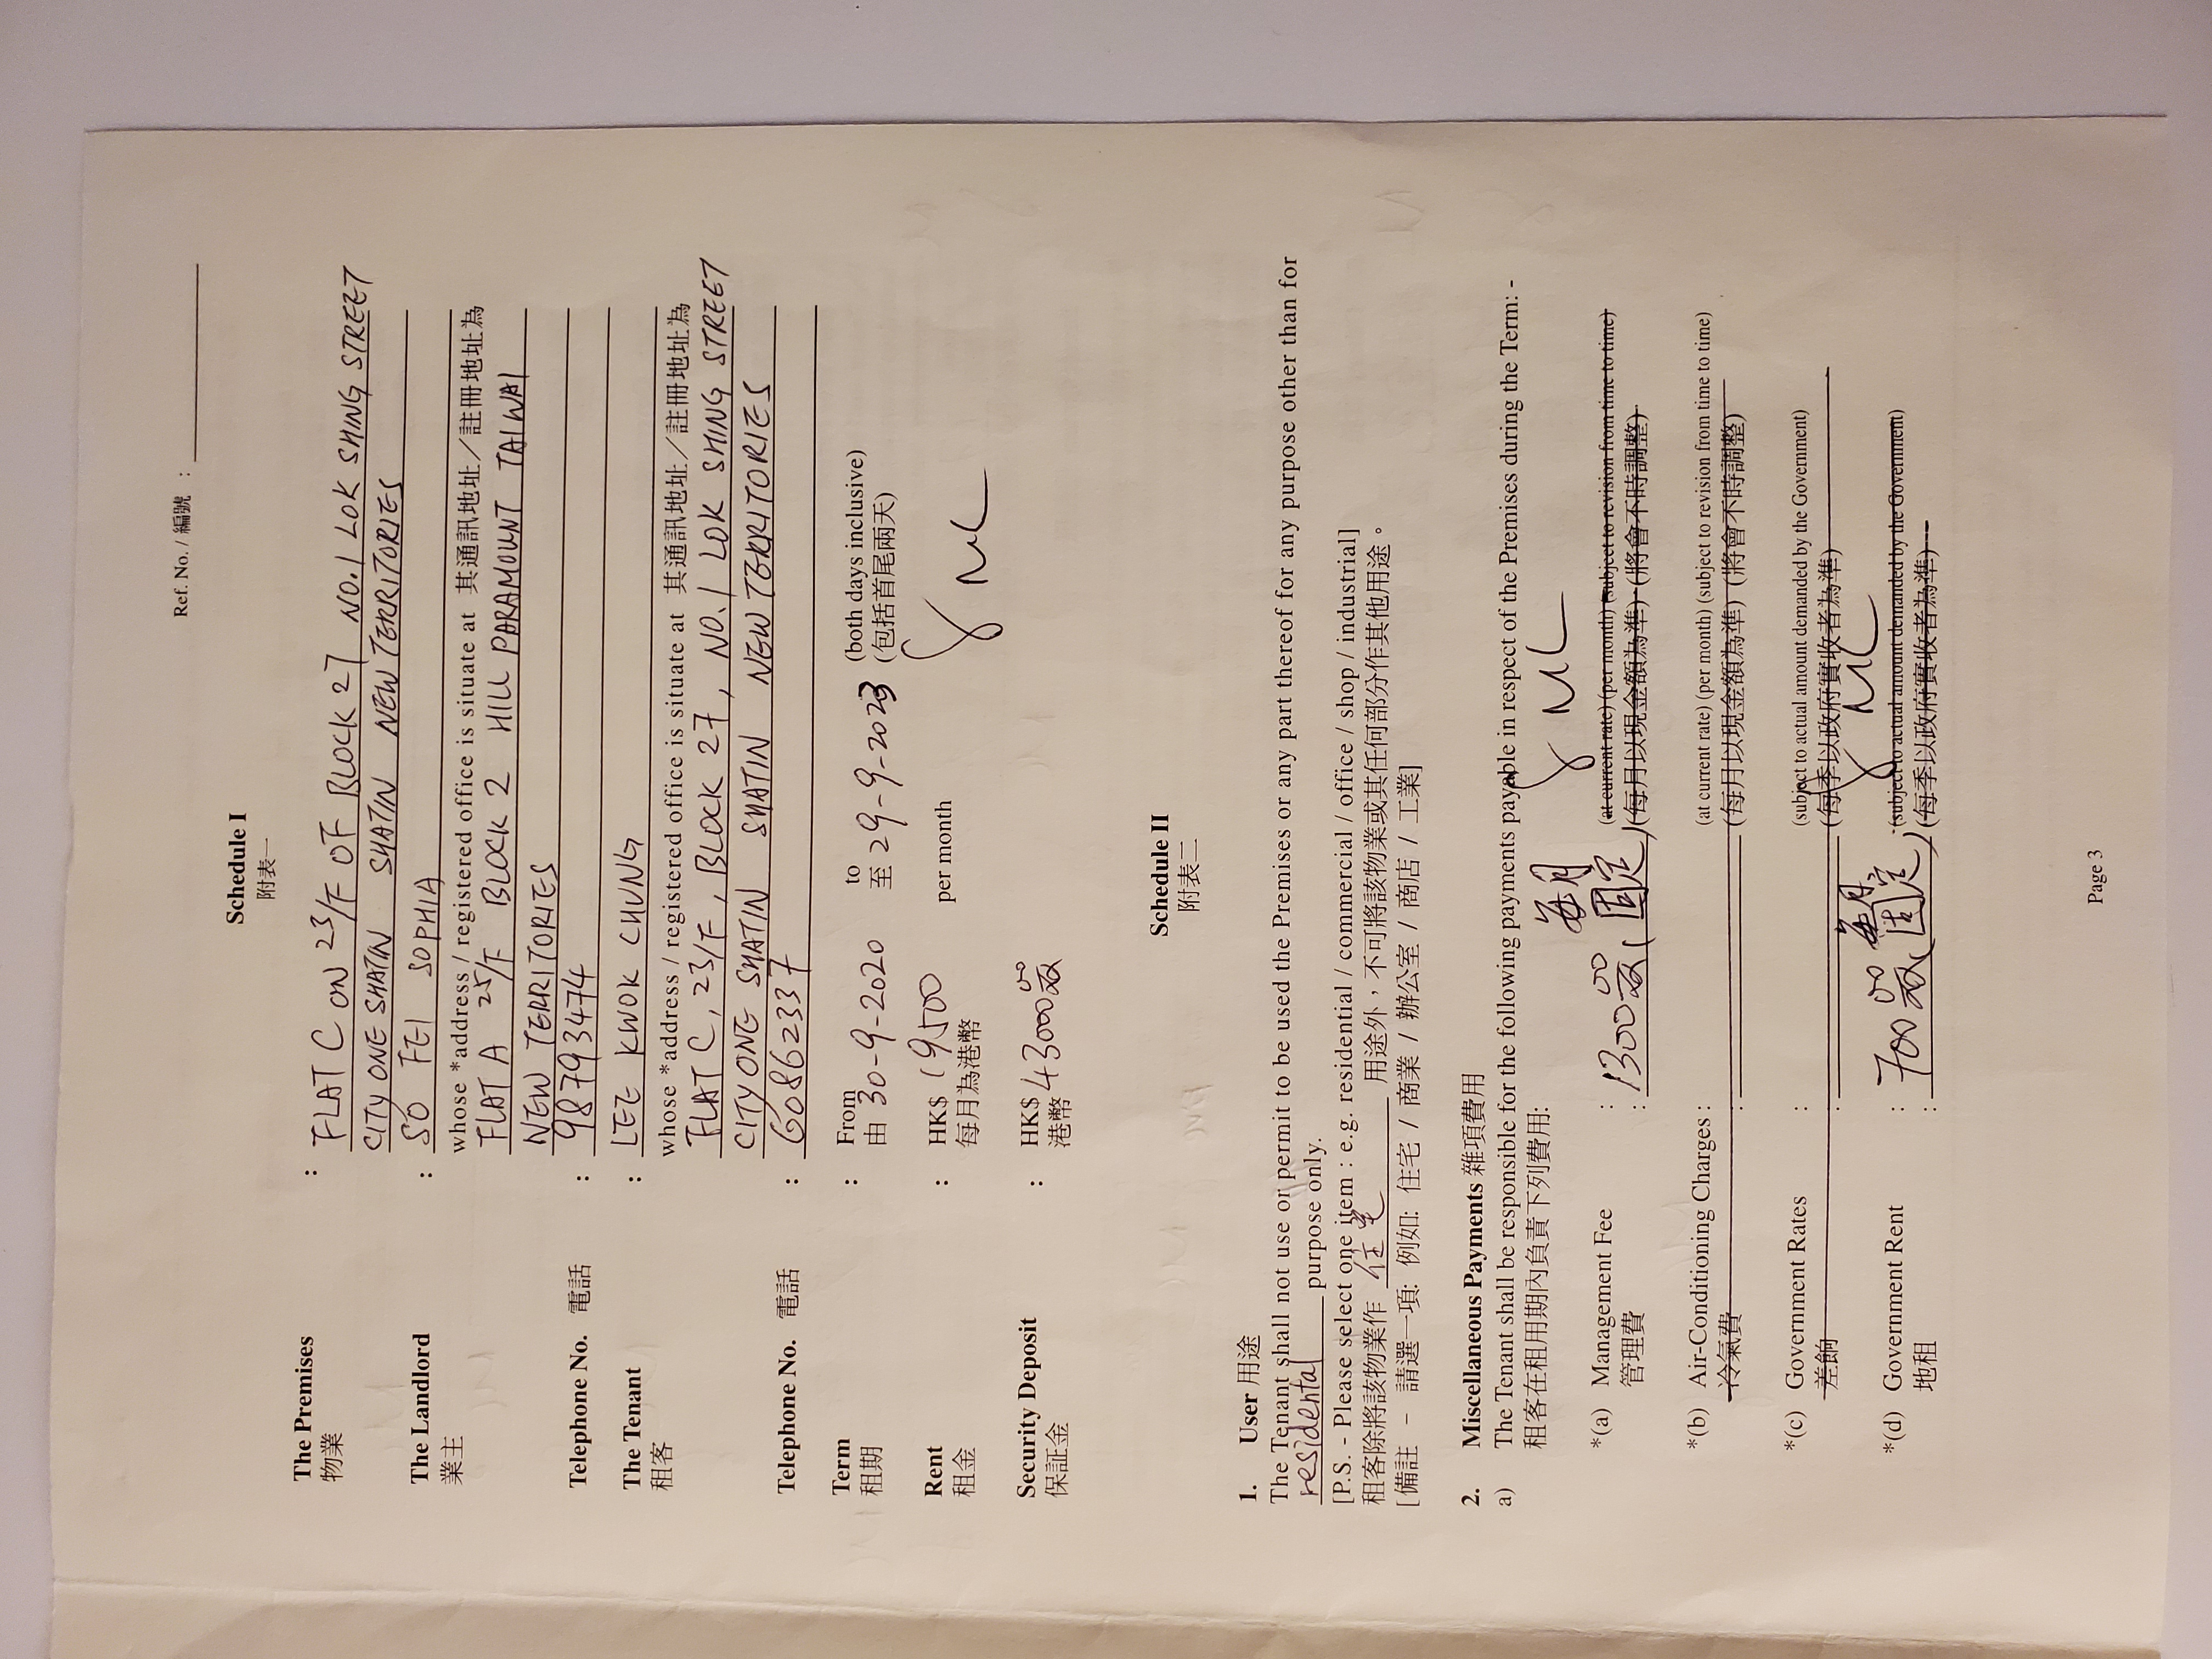 Ref. No. / 編號 :
Schedule I
附表一
The Premises : FLAT C ON 23/F OF BLOCK 27 NO.1 LOK SHING STREET
物業 CITY ONE SHATIN SHATIN NEW TERRITORIES
The Landlord : SO FEI SOPHIA
業主 whose *address / registered office is situate at 其通訊地址／註冊地址為
FLAT A 25/F BLOCK 2 HILL PARAMOUNT TAIWAI
NEW TERRITORIES
Telephone No. 電話 : 98793474
The Tenant : LEE KWOK CHUNG
租客 whose *address / registered office is situate at 其通訊地址／註冊地址為
FLAT C, 23/F, BLOCK 27, NO.1 LOK SHING STREET
CITY ONE SHATIN SHATIN NEW TERRITORIES
Telephone No. 電話 : 60862337
Term : From 30-9-2020 to 29-9-2023 (both days inclusive)
租期 由 至 (包括首尾兩天)
Rent : HK$ 19500 per month
租金 每月為港幣
Security Deposit : HK$ 43000 00
保証金 港幣
Schedule II
附表二
1. User 用途
The Tenant shall not use or permit to be used the Premises or any part thereof for any purpose other than for
residental purpose only.
[P.S. - Please select one item : e.g. residential / commercial / office / shop / industrial]
租客除將該物業作 住宅 用途外，不可將該物業或其任何部分作其他用途。
[備註 - 請選一項: 例如: 住宅 / 商業 / 辦公室 / 商店 / 工業]
2. Miscellaneous Payments 雜項費用
a) The Tenant shall be responsible for the following payments payable in respect of the Premises during the Term: -
租客在租用期內負責下列費用:
每月
*(a) Management Fee : 1300 00 (at current rate) (per month) (subject to revision from time to time)
管理費 : (固定) (每月以現金額為準) (將會不時調整)
*(b) Air-Conditioning Charges : (at current rate) (per month) (subject to revision from time to time)
冷氣費 : (每月以現金額為準) (將會不時調整)
*(c) Government Rates : (subject to actual amount demanded by the Government)
差餉 : (每季以政府實收者為準)
每月
*(d) Government Rent : 700 00 (subject to actual amount demanded by the Government)
地租 : (固定) (每季以政府實收者為準)
Page 3